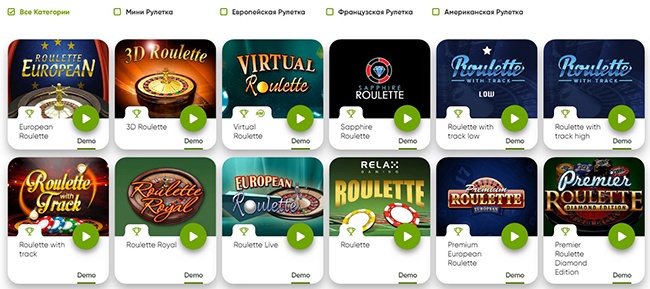 Все Категории
Мини Рулетка
Европейская Рулетка
Французская Рулетка
Американская Рулетка
ROULETTE
EUROPEAN
3D Roulette
VIRTUAL
Roulette
SAPPHIRE
ROULETTE
Roulette
WITH TRACK
LOW
Roulette
WITH TRACK
European
Roulette
Demo
3D Roulette
Demo
Virtual
Roulette
Demo
Sapphire
Roulette
Demo
Roulette with
track low
Demo
Roulette with
track high
Demo
Roulette
with
Track
Roulette
Royal
EUROPEAN
Roulette
RELAX
GAMING
ROULETTE
Premium
ROULETTE
EUROPEAN
Premier
ROULETTE
DIAMOND EDITION
Roulette with
track
Demo
Roulette Royal
Demo
Roulette Live
Demo
Roulette
Demo
Premium
European
Roulette
Demo
Premier
Roulette
Diamond
Edition
Demo